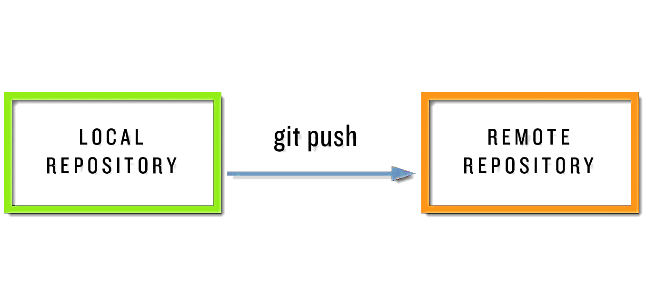 LOCAL
REPOSITORY
git push
REMOTE
REPOSITORY